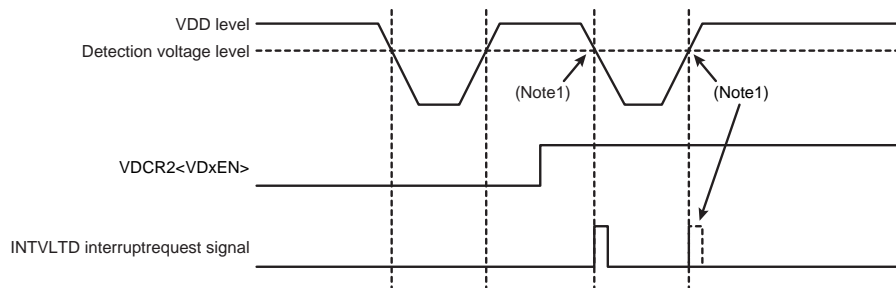 VDD level
Detection voltage level
(Note1)
(Note1)
VDCR2<VDxEN>
INTVLTD interruptrequest signal